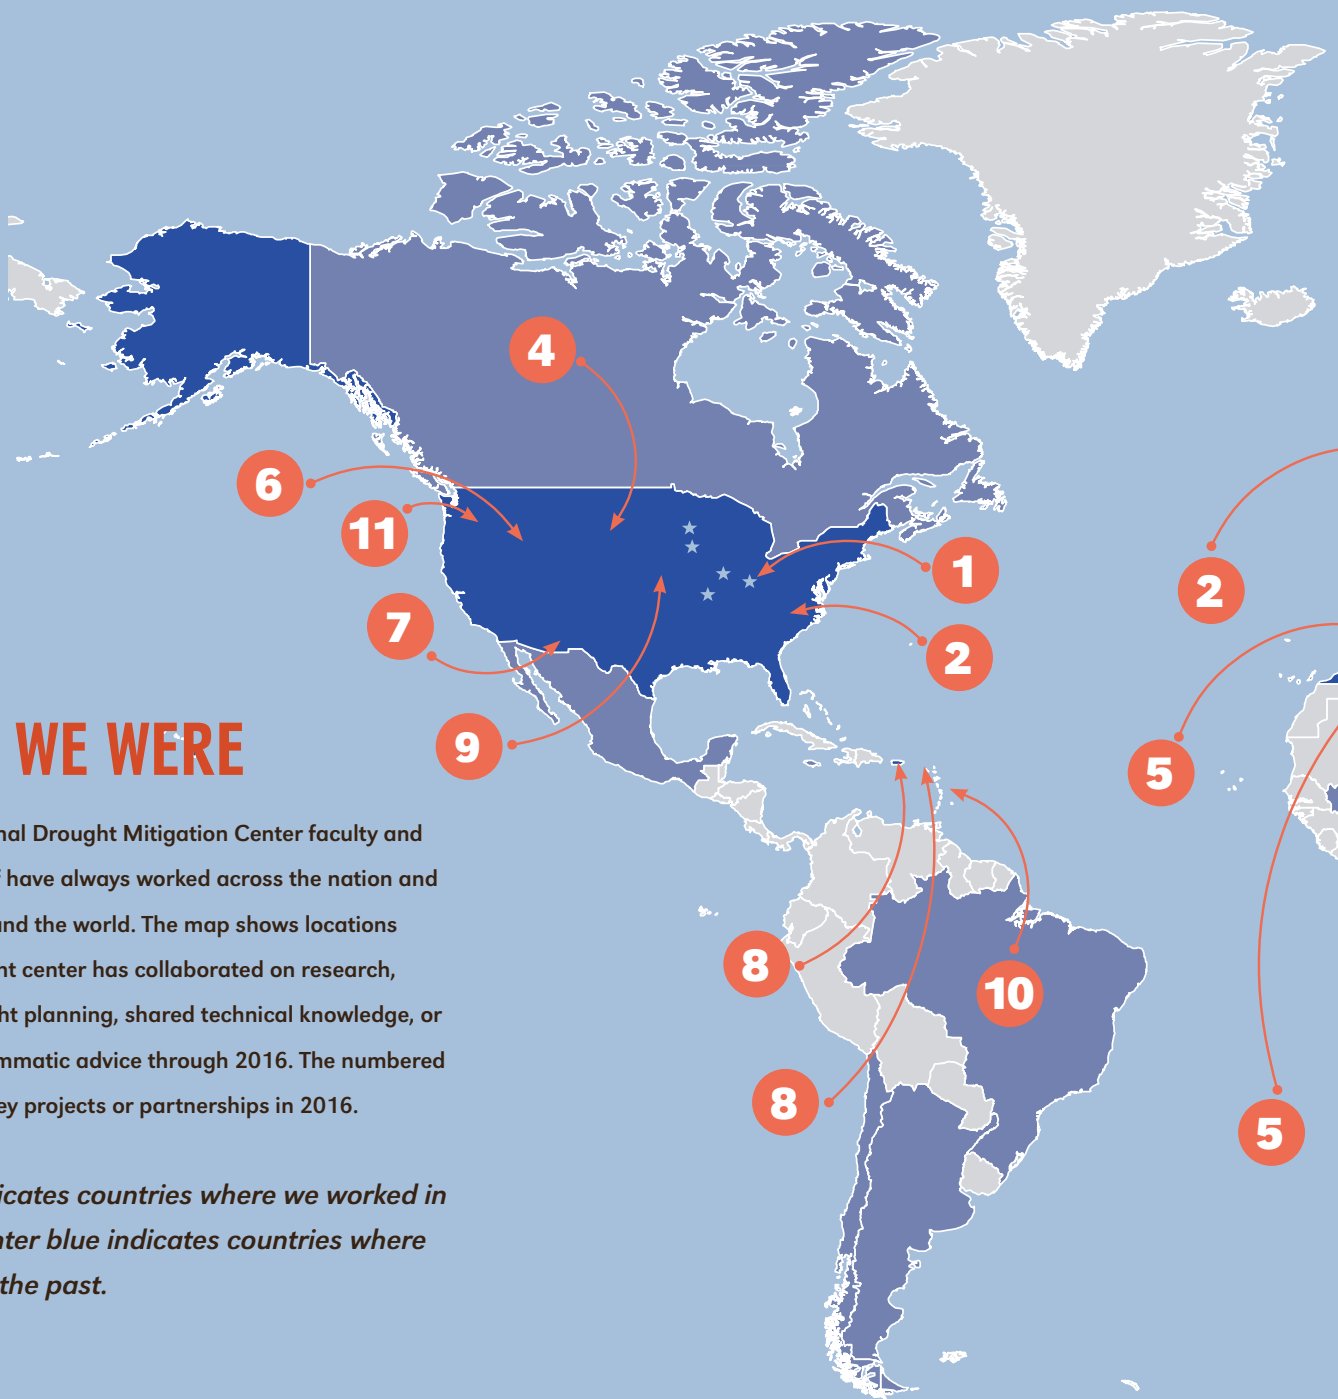 4
6
11
1
2
2
7
5
9
WE WERE
nal Drought Mitigation Center faculty and
f have always worked across the nation and
und the world. The map shows locations
nt center has collaborated on research,
ht planning, shared technical knowledge, or
mmatic advice through 2016. The numbered
ey projects or partnerships in 2016.
icates countries where we worked in
hter blue indicates countries where
the past.
8
10
8
5